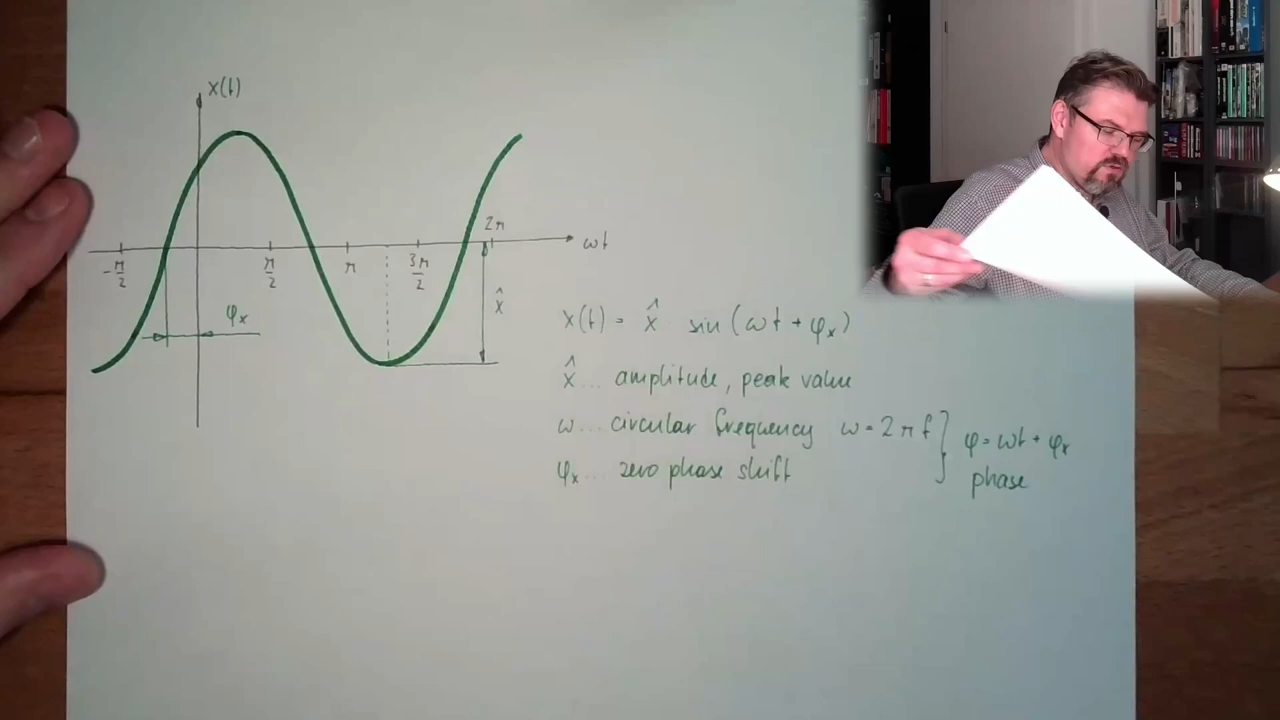 x(t)
2π
ωt
-π/2
π/2
π
3π/2
x̂
φₓ
x(t) = x̂ · sin(ωt + φₓ)
x̂ ... amplitude, peak value
ω ... circular frequency ω = 2πf
φₓ ... zero phase shift
φ = ωt + φₓ
phase